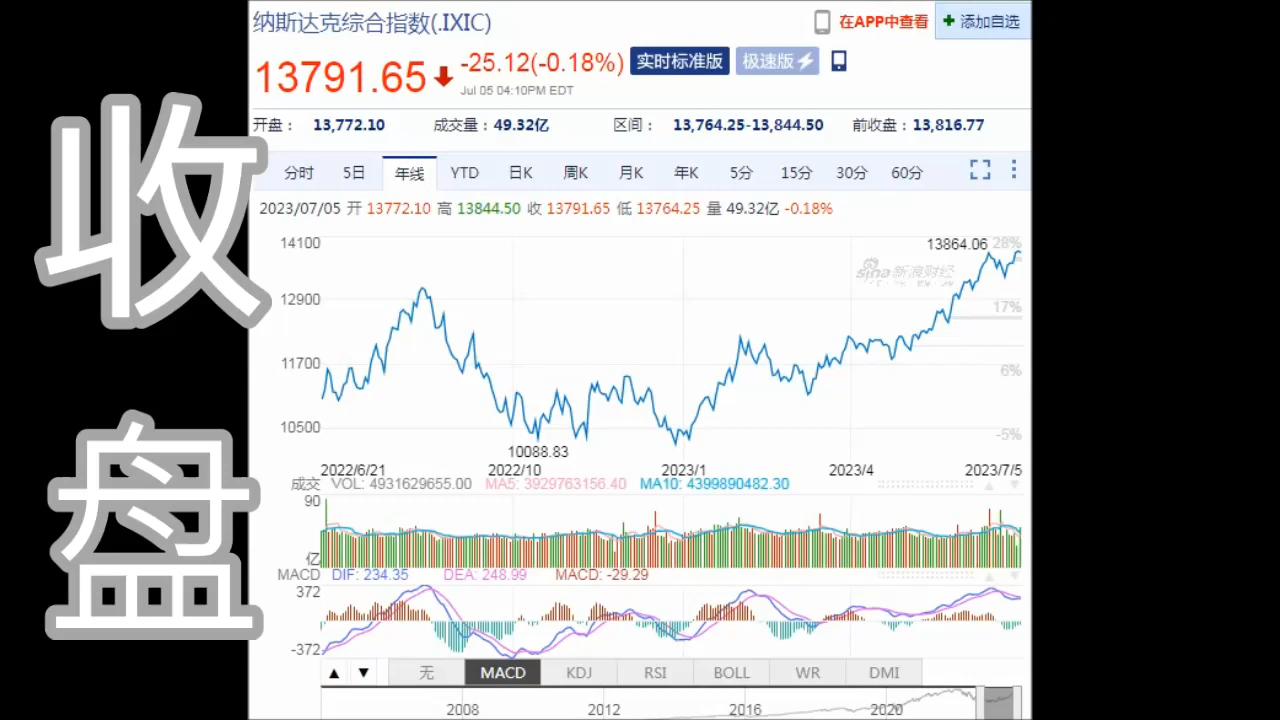 收
盘
纳斯达克综合指数(.IXIC)
在APP中查看
+ 添加自选
13791.65
-25.12(-0.18%)
实时标准版
极速版
Jul 05 04:10PM EDT
开盘： 13,772.10 成交量：49.32亿 区间： 13,764.25-13,844.50 前收盘：13,816.77
分时 5日 年线 YTD 日K 周K 月K 年K 5分 15分 30分 60分
2023/07/05 开 13772.10 高 13844.50 收 13791.65 低 13764.25 量 49.32亿 -0.18%
14100
13864.06 28%
sina 新浪财经
12900
17%
11700
6%
10500
-5%
10088.83
2022/6/21 2022/10 2023/1 2023/4 2023/7/5
成交 VOL: 4931629655.00 MA5: 3929763156.40 MA10: 4399890482.30
90
亿
MACD DIF: 234.35 DEA: 248.99 MACD: -29.29
372
-372
▲ ▼ 无 MACD KDJ RSI BOLL WR DMI
2008 2012 2016 2020